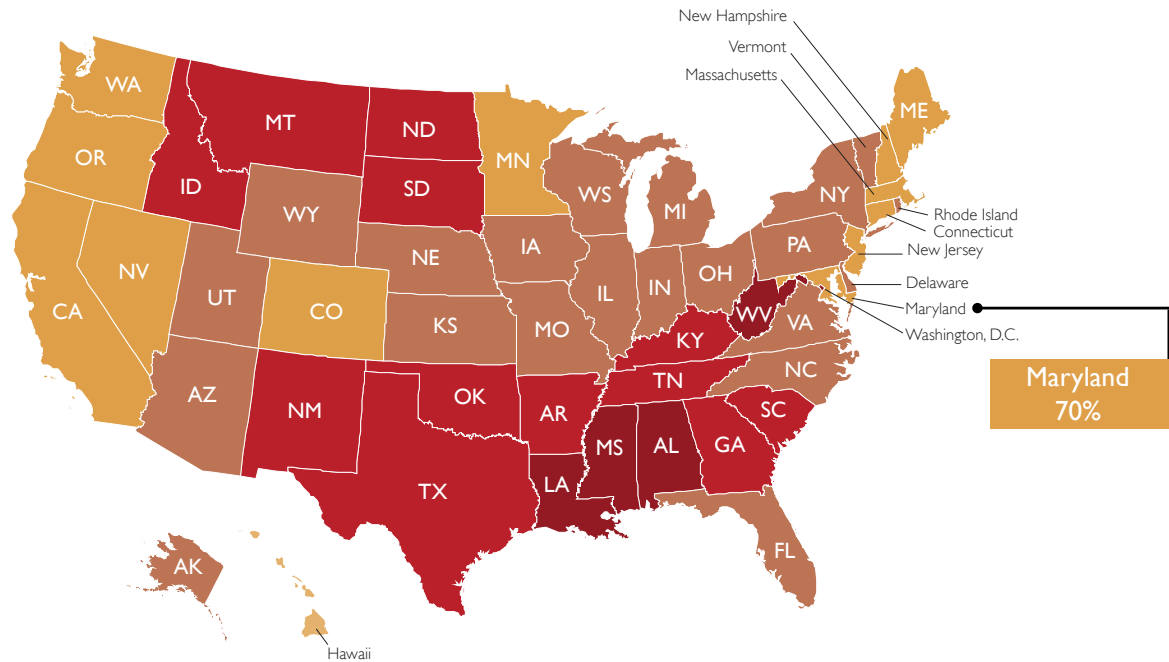 New Hampshire
Vermont
Massachusetts
WA
MT
ND
ME
OR
MN
ID
SD
WS
NY
WY
MI
Rhode Island
Connecticut
IA
PA
New Jersey
NE
NV
OH
Delaware
UT
IL
IN
CA
CO
Maryland
WV
KS
MO
VA
Washington, D.C.
KY
NC
Maryland
70%
AZ
TN
OK
NM
AR
SC
MS
AL
GA
LA
TX
FL
AK
Hawaii